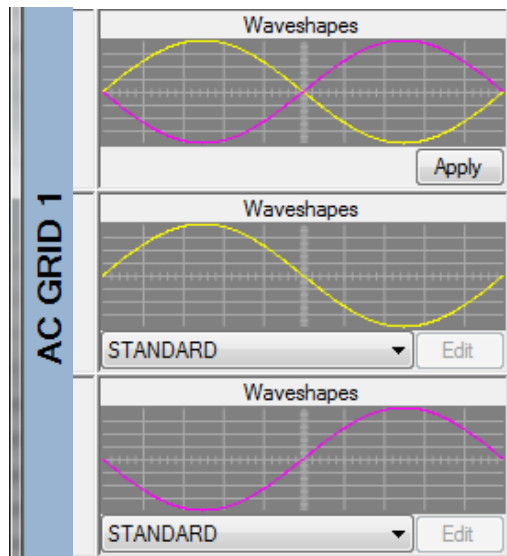 AC GRID 1
Waveshapes
Apply
Waveshapes
STANDARD
Edit
Waveshapes
STANDARD
Edit